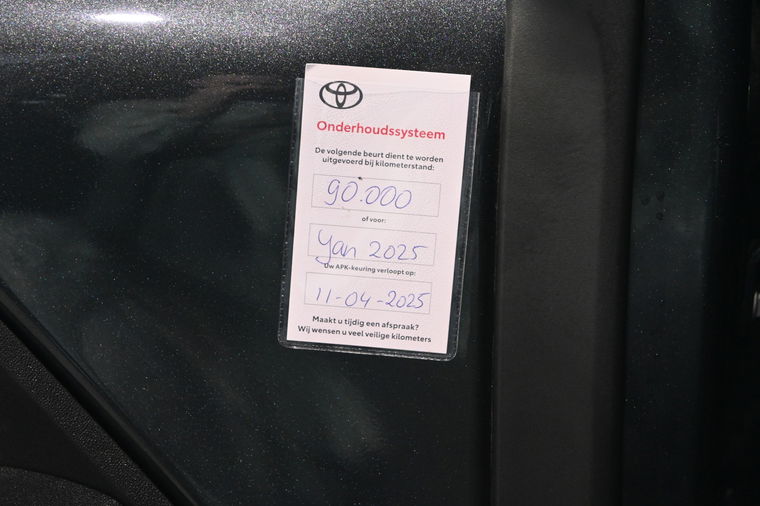 Onderhoudssysteem
De volgende beurt dient te worden
uitgevoerd bij kilometerstand:
90.000
of voor:
Jan 2025
Uw APK-keuring verloopt op:
11-04-2025
Maakt u tijdig een afspraak?
Wij wensen u veel veilige kilometers